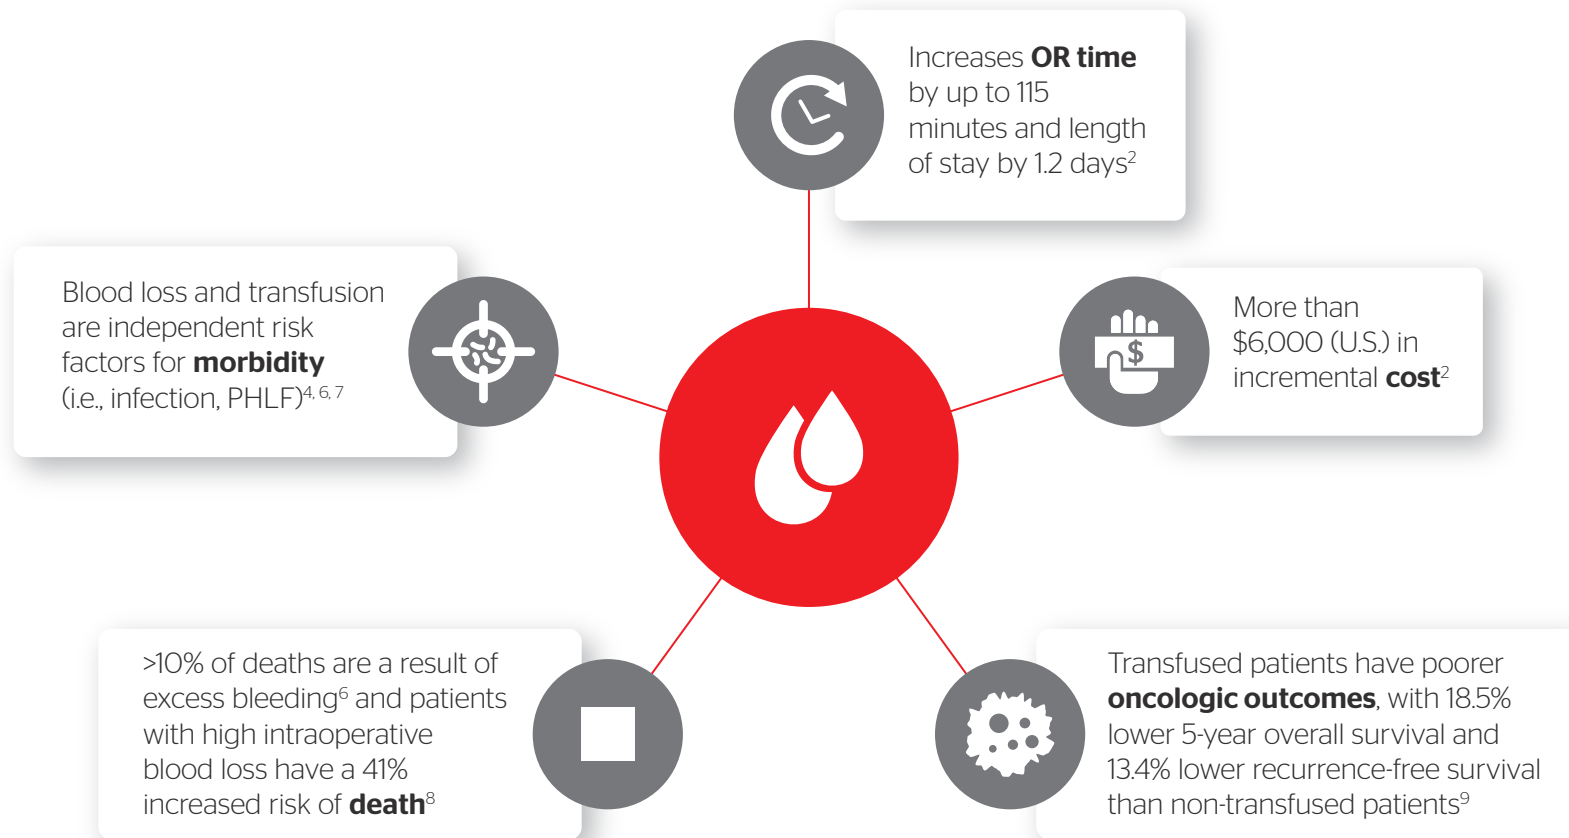 Increases OR time
by up to 115
minutes and length
of stay by 1.2 days2
Blood loss and transfusion
are independent risk
factors for morbidity
(i.e., infection, PHLF)4, 6, 7
More than
$6,000 (U.S.) in
incremental cost2
$
>10% of deaths are a result of
excess bleeding6 and patients
with high intraoperative
blood loss have a 41%
increased risk of death8
Transfused patients have poorer
oncologic outcomes, with 18.5%
lower 5-year overall survival and
13.4% lower recurrence-free survival
than non-transfused patients9